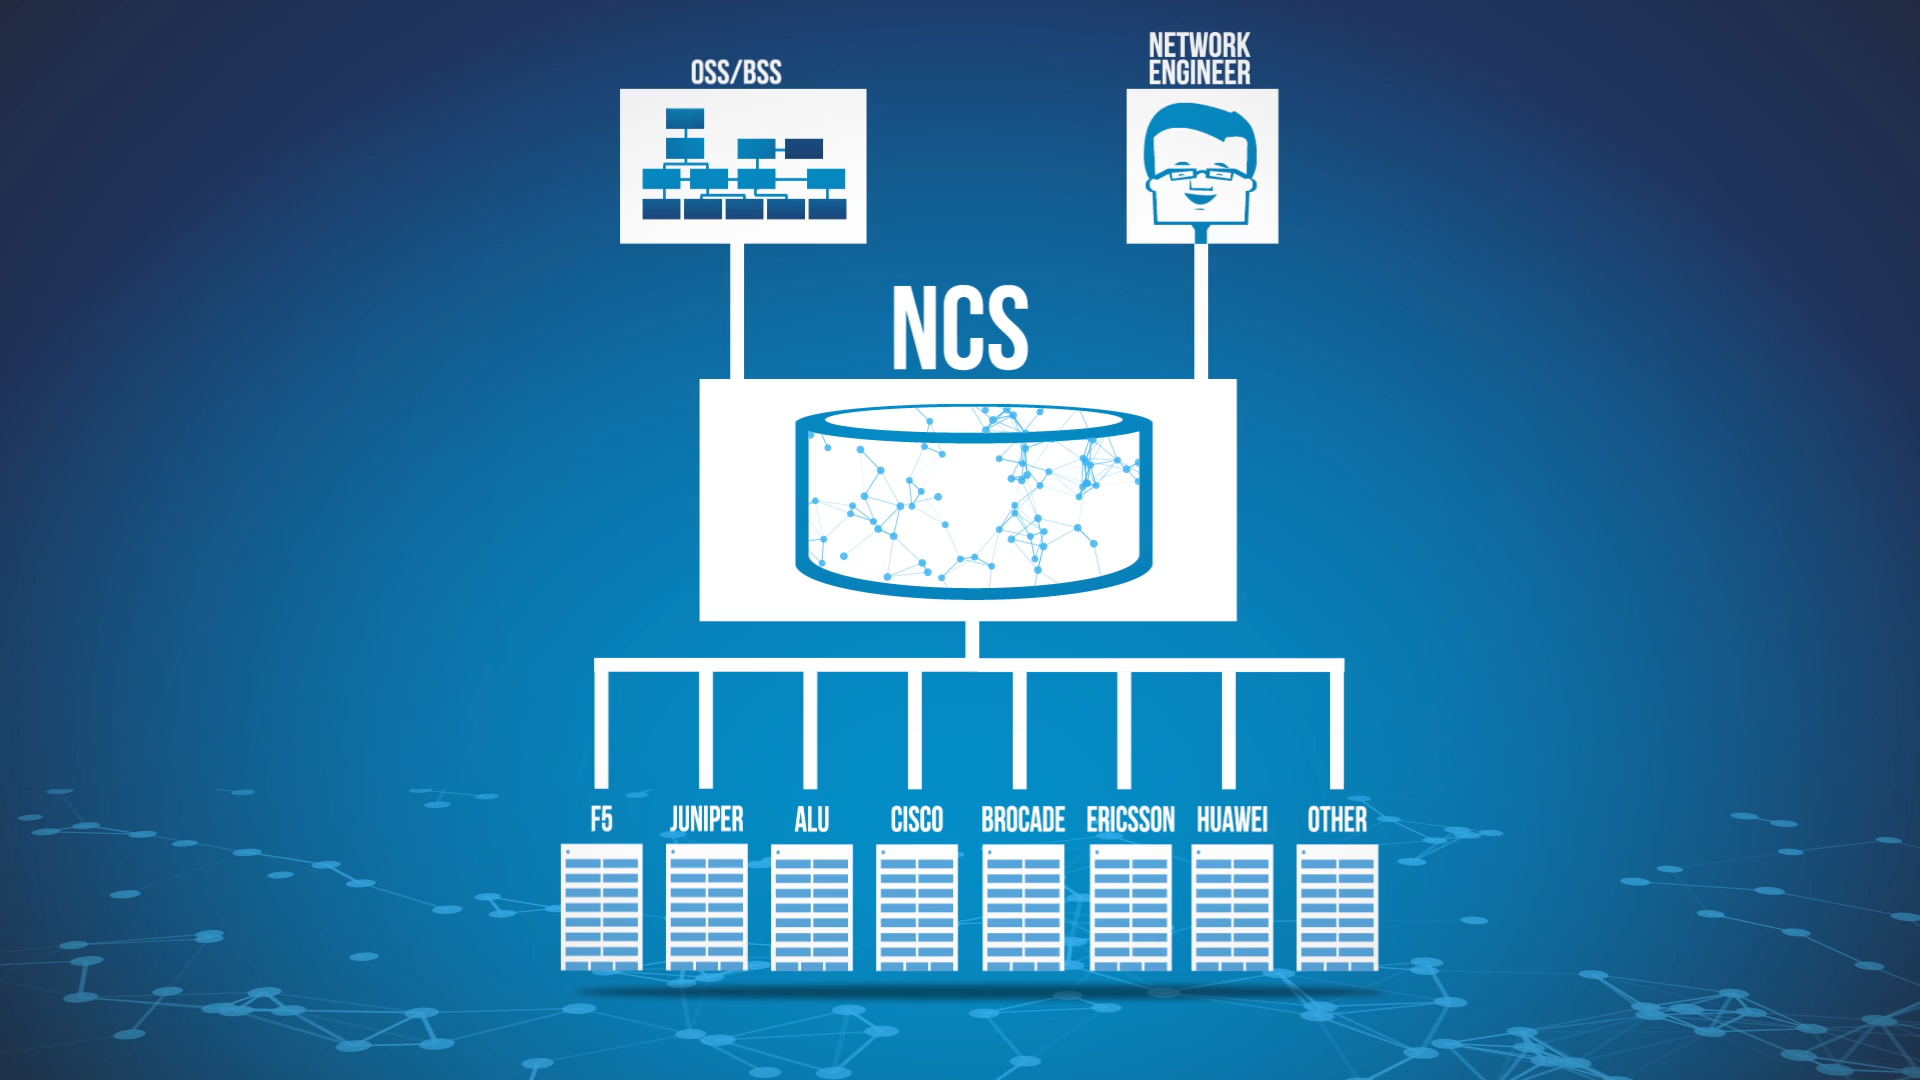 OSS/BSS
NETWORK
ENGINEER
NCS
F5
JUNIPER
ALU
CISCO
BROCADE
ERICSSON
HUAWEI
OTHER